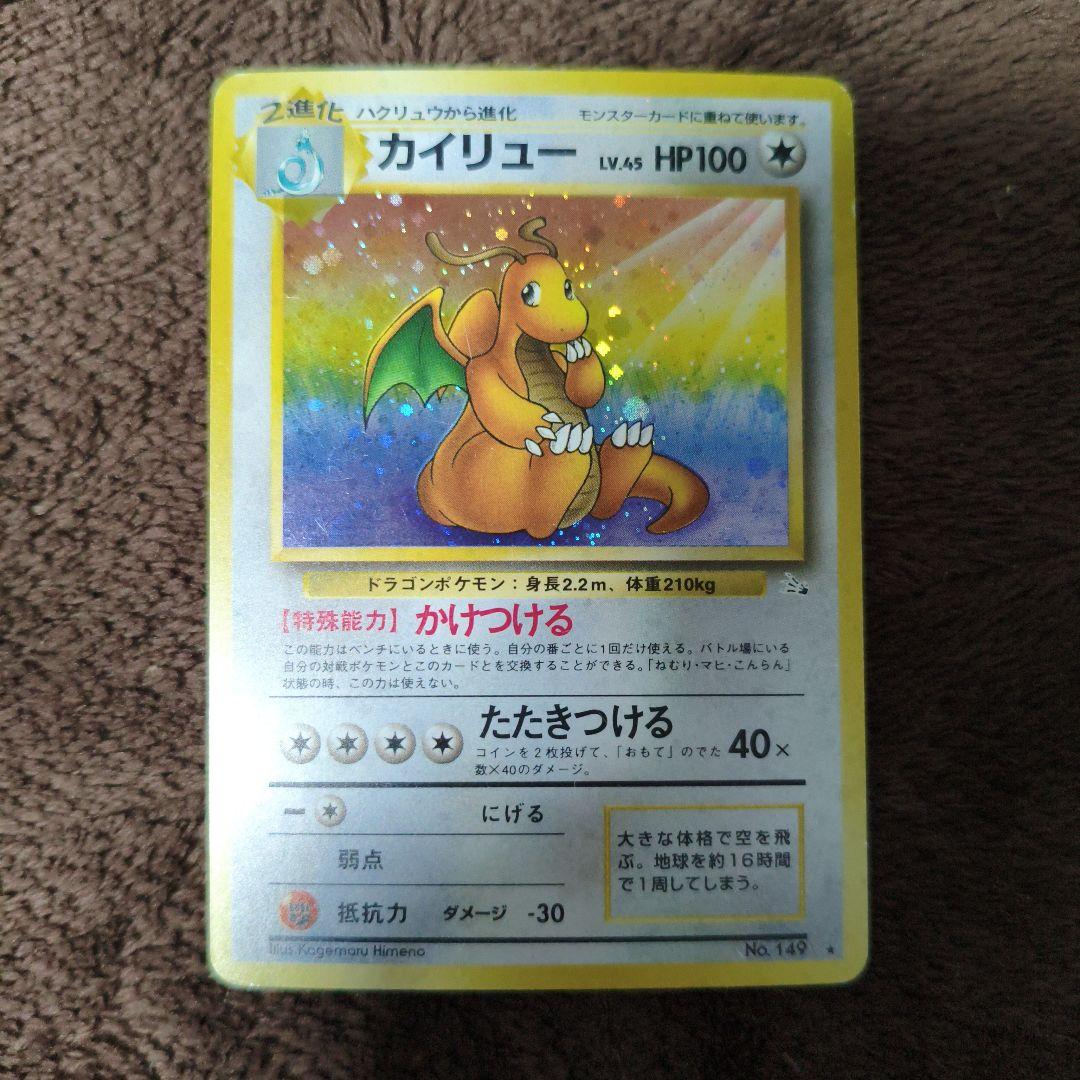 2進化 ハクリュウから進化 モンスターカードに重ねて使います。
カイリュー LV.45 HP100
ドラゴンポケモン：身長2.2m、体重210kg
【特殊能力】かけつける
この能力はベンチにいるときに使う。自分の番ごとに1回だけ使える。バトル場にいる
自分の対戦ポケモンとこのカードとを交換することができる。「ねむり・マヒ・こんらん」
状態の時、この力は使えない。
たたきつける
コインを2枚投げて、「おもて」のでた
数×40のダメージ。
40×
ー にげる
弱点
抵抗力 ダメージ -30
大きな体格で空を飛
ぶ。地球を約16時間
で1周してしまう。
Illus. Kagemaru Himeno No. 149 ★